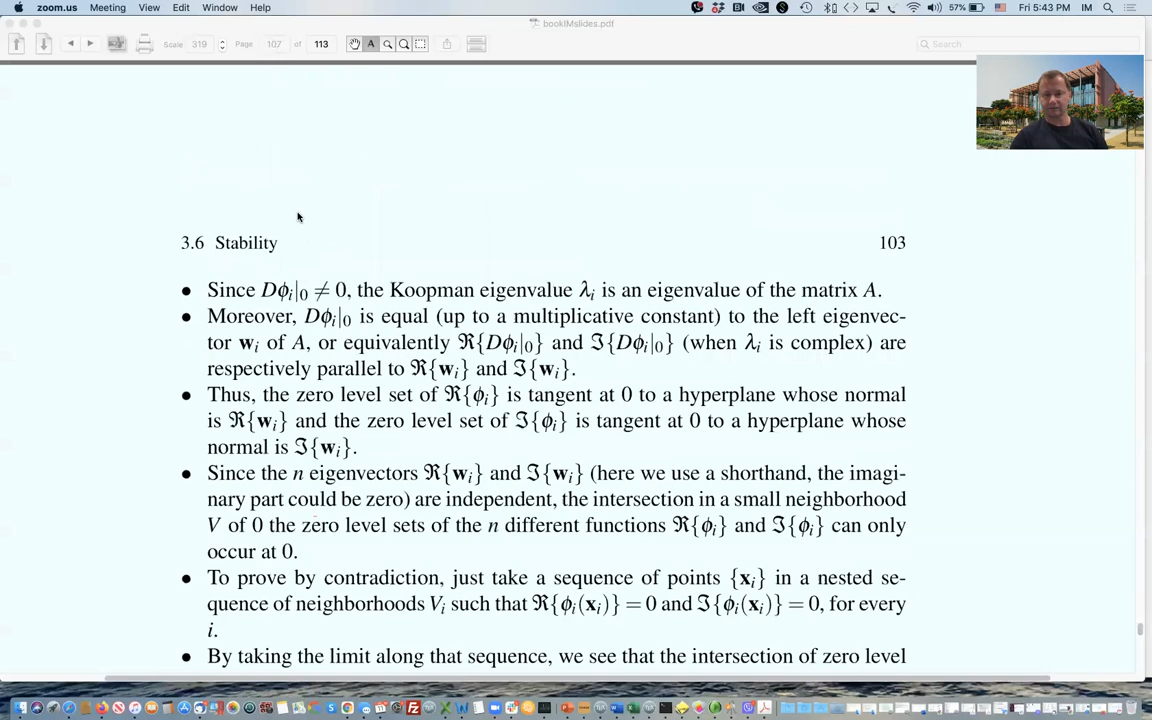 zoom.us Meeting View Edit Window Help 57% Fri 5:43 PM IM
bookIMslides.pdf
Scale 319 Page 107 of 113 A Search
3.6 Stability 103
• Since Dϕᵢ|₀ ≠ 0, the Koopman eigenvalue λᵢ is an eigenvalue of the matrix A.
• Moreover, Dϕᵢ|₀ is equal (up to a multiplicative constant) to the left eigenvec-
tor wᵢ of A, or equivalently ℜ{Dϕᵢ|₀} and ℑ{Dϕᵢ|₀} (when λᵢ is complex) are
respectively parallel to ℜ{wᵢ} and ℑ{wᵢ}.
• Thus, the zero level set of ℜ{ϕᵢ} is tangent at 0 to a hyperplane whose normal
is ℜ{wᵢ} and the zero level set of ℑ{ϕᵢ} is tangent at 0 to a hyperplane whose
normal is ℑ{wᵢ}.
• Since the n eigenvectors ℜ{wᵢ} and ℑ{wᵢ} (here we use a shorthand, the imagi-
nary part could be zero) are independent, the intersection in a small neighborhood
V of 0 the zero level sets of the n different functions ℜ{ϕᵢ} and ℑ{ϕᵢ} can only
occur at 0.
• To prove by contradiction, just take a sequence of points {xᵢ} in a nested se-
quence of neighborhoods Vᵢ such that ℜ{ϕᵢ(xᵢ)} = 0 and ℑ{ϕᵢ(xᵢ)} = 0, for every
i.
• By taking the limit along that sequence, we see that the intersection of zero level